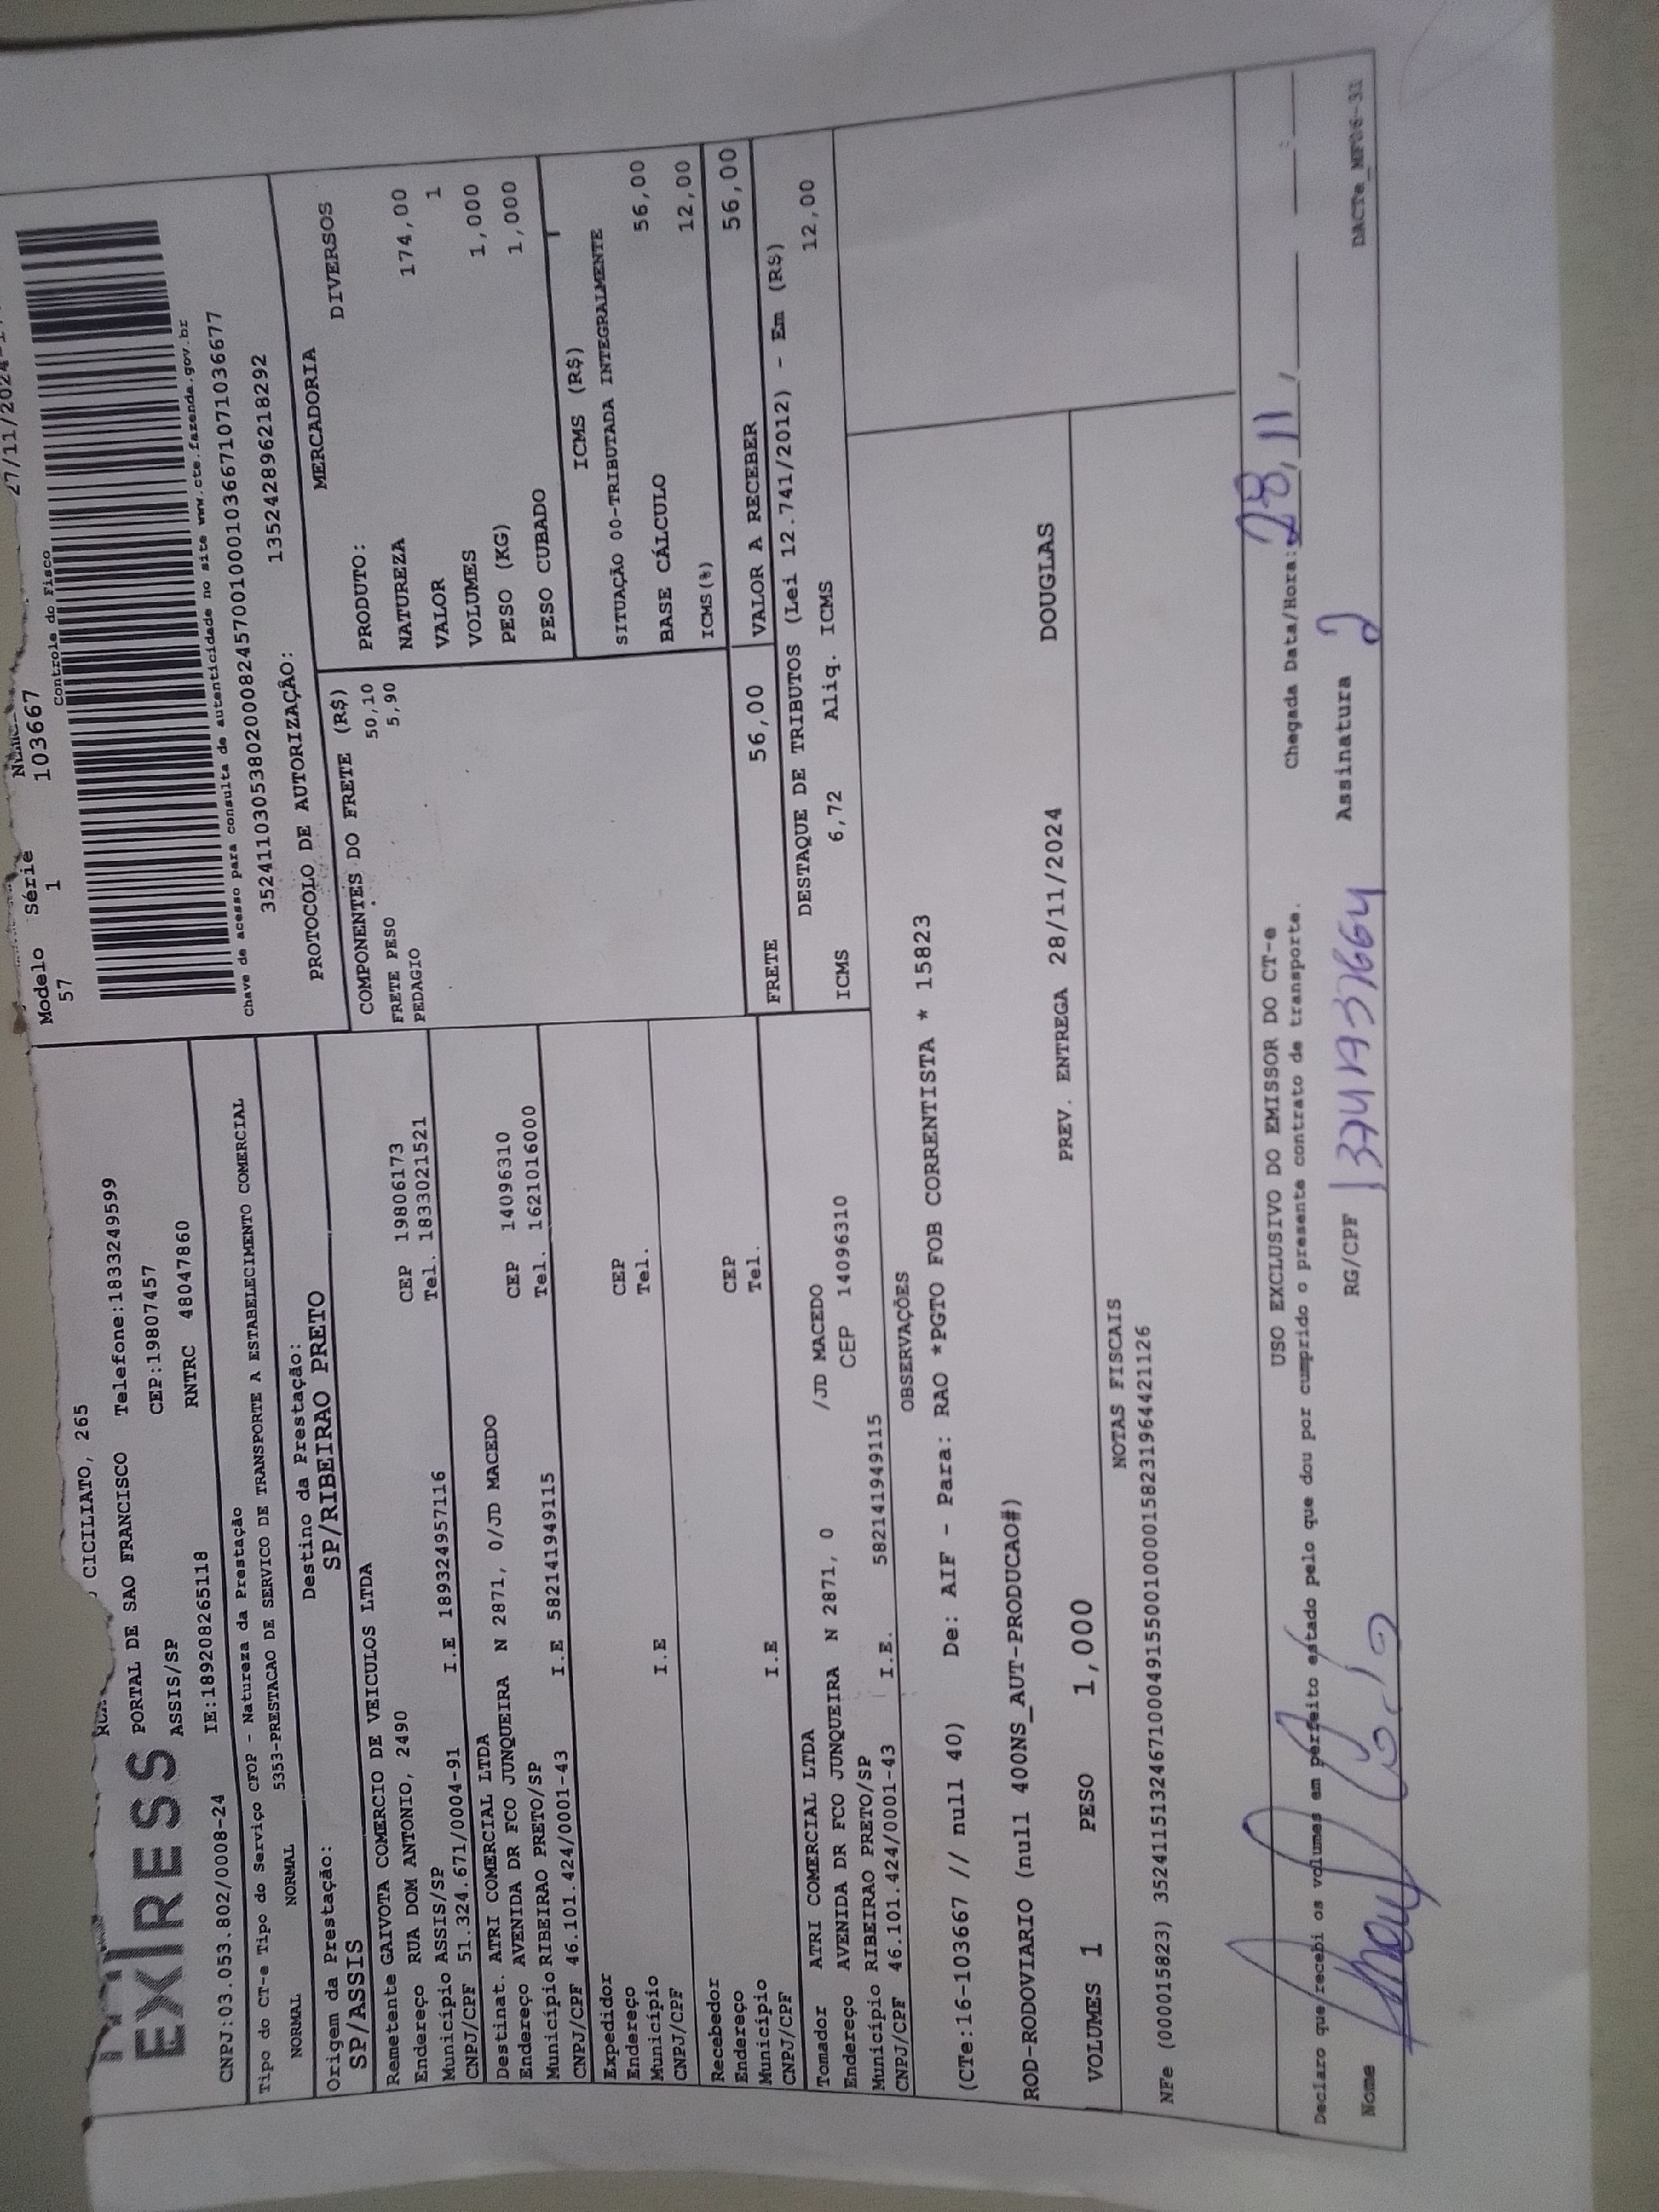 27/11/2024
EXPRESS
CICILIATO, 265
PORTAL DE SAO FRANCISCO Telefone:1833249599
ASSIS/SP CEP:19807457
CNPJ:03.053.802/0008-24 IE:189208265118 RNTRC 48047860
Modelo Série
57 1 103667
Controle do Fisco
Chave de acesso para consulta de autenticidade no site www.cte.fazenda.gov.br
35241103053802000824570010001036671071036677
PROTOCOLO DE AUTORIZAÇÃO: 135242896218292
Tipo do CT-e Tipo do Serviço CFOP - Natureza da Prestação
NORMAL NORMAL 5353-PRESTACAO DE SERVICO DE TRANSPORTE A ESTABELECIMENTO COMERCIAL
Origem da Prestação: Destino da Prestação:
SP/ASSIS SP/RIBEIRAO PRETO
Remetente GAIVOTA COMERCIO DE VEICULOS LTDA
Endereço RUA DOM ANTONIO, 2490 CEP 19806173
Município ASSIS/SP Tel. 1833021521
CNPJ/CPF 51.324.671/0004-91 I.E 189324957116
Destinat. ATRI COMERCIAL LTDA
Endereço AVENIDA DR FCO JUNQUEIRA N 2871, 0/JD MACEDO CEP 14096310
Município RIBEIRAO PRETO/SP Tel. 1621016000
CNPJ/CPF 46.101.424/0001-43 I.E 582141949115
Expedidor
Endereço CEP
Município Tel.
CNPJ/CPF I.E
Recebedor
Endereço CEP
Município Tel.
CNPJ/CPF I.E
Tomador ATRI COMERCIAL LTDA
Endereço AVENIDA DR FCO JUNQUEIRA N 2871, 0 /JD MACEDO
Município RIBEIRAO PRETO/SP CEP 14096310
CNPJ/CPF 46.101.424/0001-43 I.E. 582141949115
COMPONENTES DO FRETE (R$)
FRETE PESO 50,10
PEDAGIO 5,90
MERCADORIA
PRODUTO: DIVERSOS
NATUREZA
VALOR 174,00
VOLUMES 1
PESO (KG) 1,000
PESO CUBADO 1,000
ICMS (R$)
SITUAÇÃO 00-TRIBUTADA INTEGRALMENTE
BASE CÁLCULO 56,00
ICMS(%) 12,00
FRETE 56,00 VALOR A RECEBER 56,00
DESTAQUE DE TRIBUTOS (Lei 12.741/2012) - Em (R$)
ICMS 6,72 Aliq. ICMS 12,00
OBSERVAÇÕES
(CTe:16-103667 // null 40) De: AIF - Para: RAO *PGTO FOB CORRENTISTA * 15823
ROD-RODOVIARIO (null 400NS_AUT-PRODUCAO#)
VOLUMES 1 PESO 1,000 PREV. ENTREGA 28/11/2024 DOUGLAS
NOTAS FISCAIS
NFe (000015823) 35241151324671000491550010000158231964421126
USO EXCLUSIVO DO EMISSOR DO CT-e
Declaro que recebi os volumes em perfeito estado pelo que dou por cumprido o presente contrato de transporte. Chegada Data/Hora: 28/11/
Nome RG/CPF Assinatura
DACTe_MF06-31